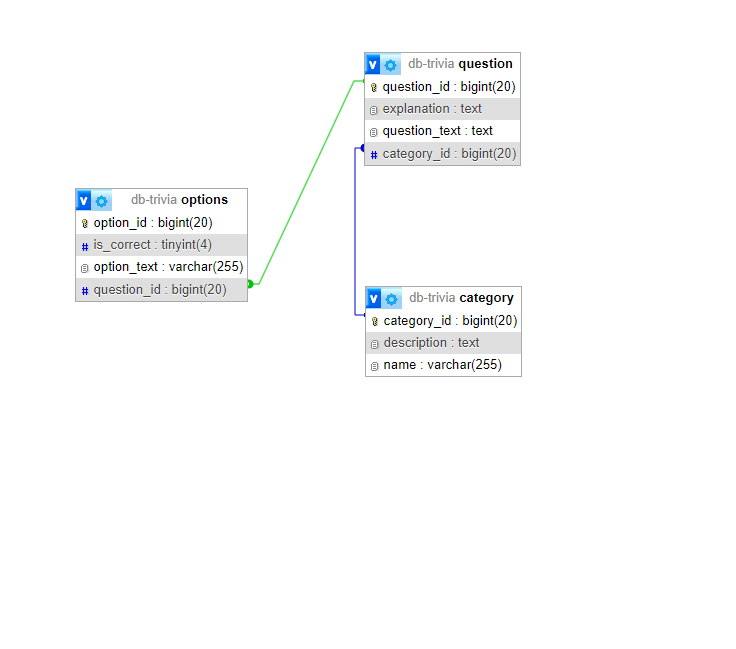 v db-trivia question
question_id : bigint(20)
explanation : text
question_text : text
# category_id : bigint(20)
v db-trivia options
option_id : bigint(20)
# is_correct : tinyint(4)
option_text : varchar(255)
# question_id : bigint(20)
v db-trivia category
category_id : bigint(20)
description : text
name : varchar(255)